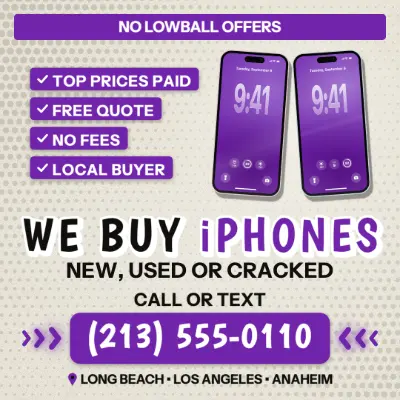 NO LOWBALL OFFERS
✓ TOP PRICES PAID
✓ FREE QUOTE
✓ NO FEES
✓ LOCAL BUYER
9:41
9:41
WE BUY iPHONES
NEW, USED OR CRACKED
CALL OR TEXT
(213) 555-0110
LONG BEACH • LOS ANGELES • ANAHEIM